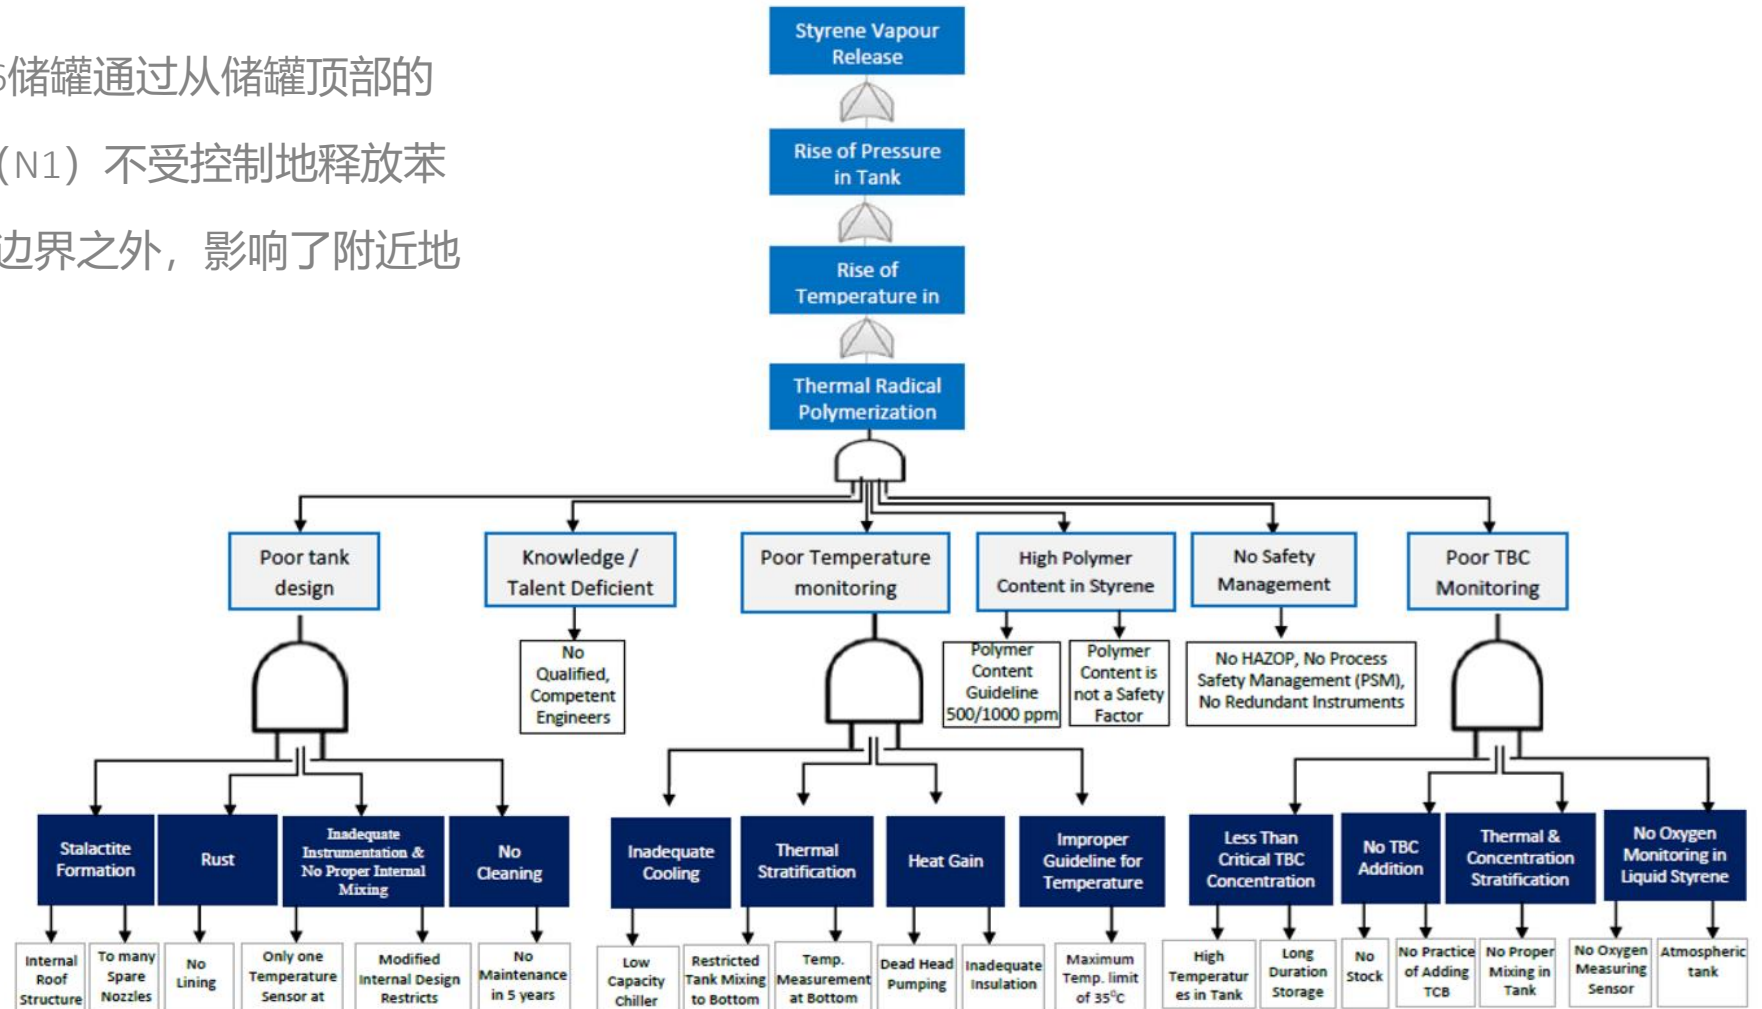 储罐通过从储罐顶部的
（N1）不受控制地释放苯
边界之外，影响了附近地
Styrene Vapour
Release
Rise of Pressure
in Tank
Rise of
Temperature in
Thermal Radical
Polymerization
Poor tank
design
Knowledge /
Talent Deficient
Poor Temperature
monitoring
High Polymer
Content in Styrene
No Safety
Management
Poor TBC
Monitoring
No
Qualified,
Competent
Engineers
Polymer
Content
Guideline
500/1000 ppm
Polymer
Content is
not a Safety
Factor
No HAZOP, No Process
Safety Management (PSM),
No Redundant Instruments
Stalactite
Formation
Rust
Inadequate
Instrumentation &
No Proper Internal
Mixing
No
Cleaning
Inadequate
Cooling
Thermal
Stratification
Heat Gain
Improper
Guideline for
Temperature
Less Than
Critical TBC
Concentration
No TBC
Addition
Thermal &
Concentration
Stratification
No Oxygen
Monitoring in
Liquid Styrene
Internal
Roof
Structure
To many
Spare
Nozzles
No
Lining
Only one
Temperature
Sensor at
Modified
Internal Design
Restricts
No
Maintenance
in 5 years
Low
Capacity
Chiller
Restricted
Tank Mixing
to Bottom
Temp.
Measurement
at Bottom
Dead Head
Pumping
Inadequate
Insulation
Maximum
Temp. limit
of 35⁰C
High
Temperatur
es in Tank
Long
Duration
Storage
No
Stock
No Practice
of Adding
TCB
No Proper
Mixing in
Tank
No Oxygen
Measuring
Sensor
Atmospheric
tank